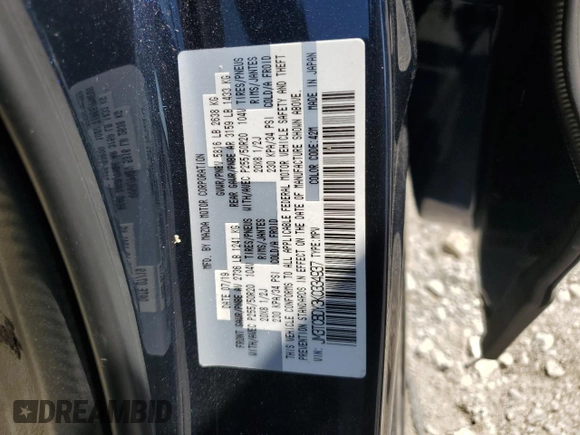 MFD. BY MAZDA MOTOR CORPORATION
DATE: 07/19 GVWR/PNBV 5816 LB 2638 KG
FRONT GAWR/PNBE AV 2736 LB 1241 KG REAR GAWR/PNBE AR 3159 LB 1433 KG
WITH/AVEC P255/50R20 104V TIRES/PNEUS WITH/AVEC P255/50R20 104V TIRES/PNEUS
20X8 1/2J RIMS/JANTES 20X8 1/2J RIMS/JANTES
230 KPA/34 PSI COLD/A FROID 230 KPA/34 PSI COLD/A FROID
THIS VEHICLE CONFORMS TO ALL APPLICABLE FEDERAL MOTOR VEHICLE SAFETY AND THEFT
PREVENTION STANDARDS IN EFFECT ON THE DATE OF MANUFACTURE SHOWN ABOVE.
VIN: TYPE: MPV COLOR CODE: 42M MADE IN JAPAN
DREAMBID